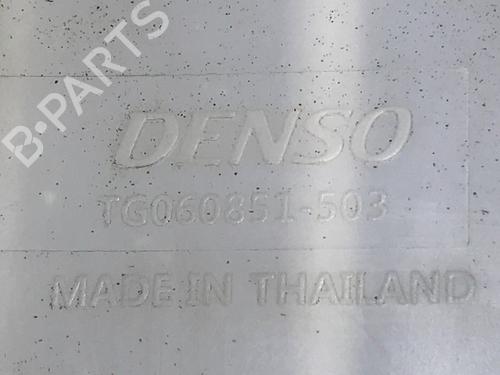 B-PARTS
DENSO
TG060851-503
MADE IN THAILAND